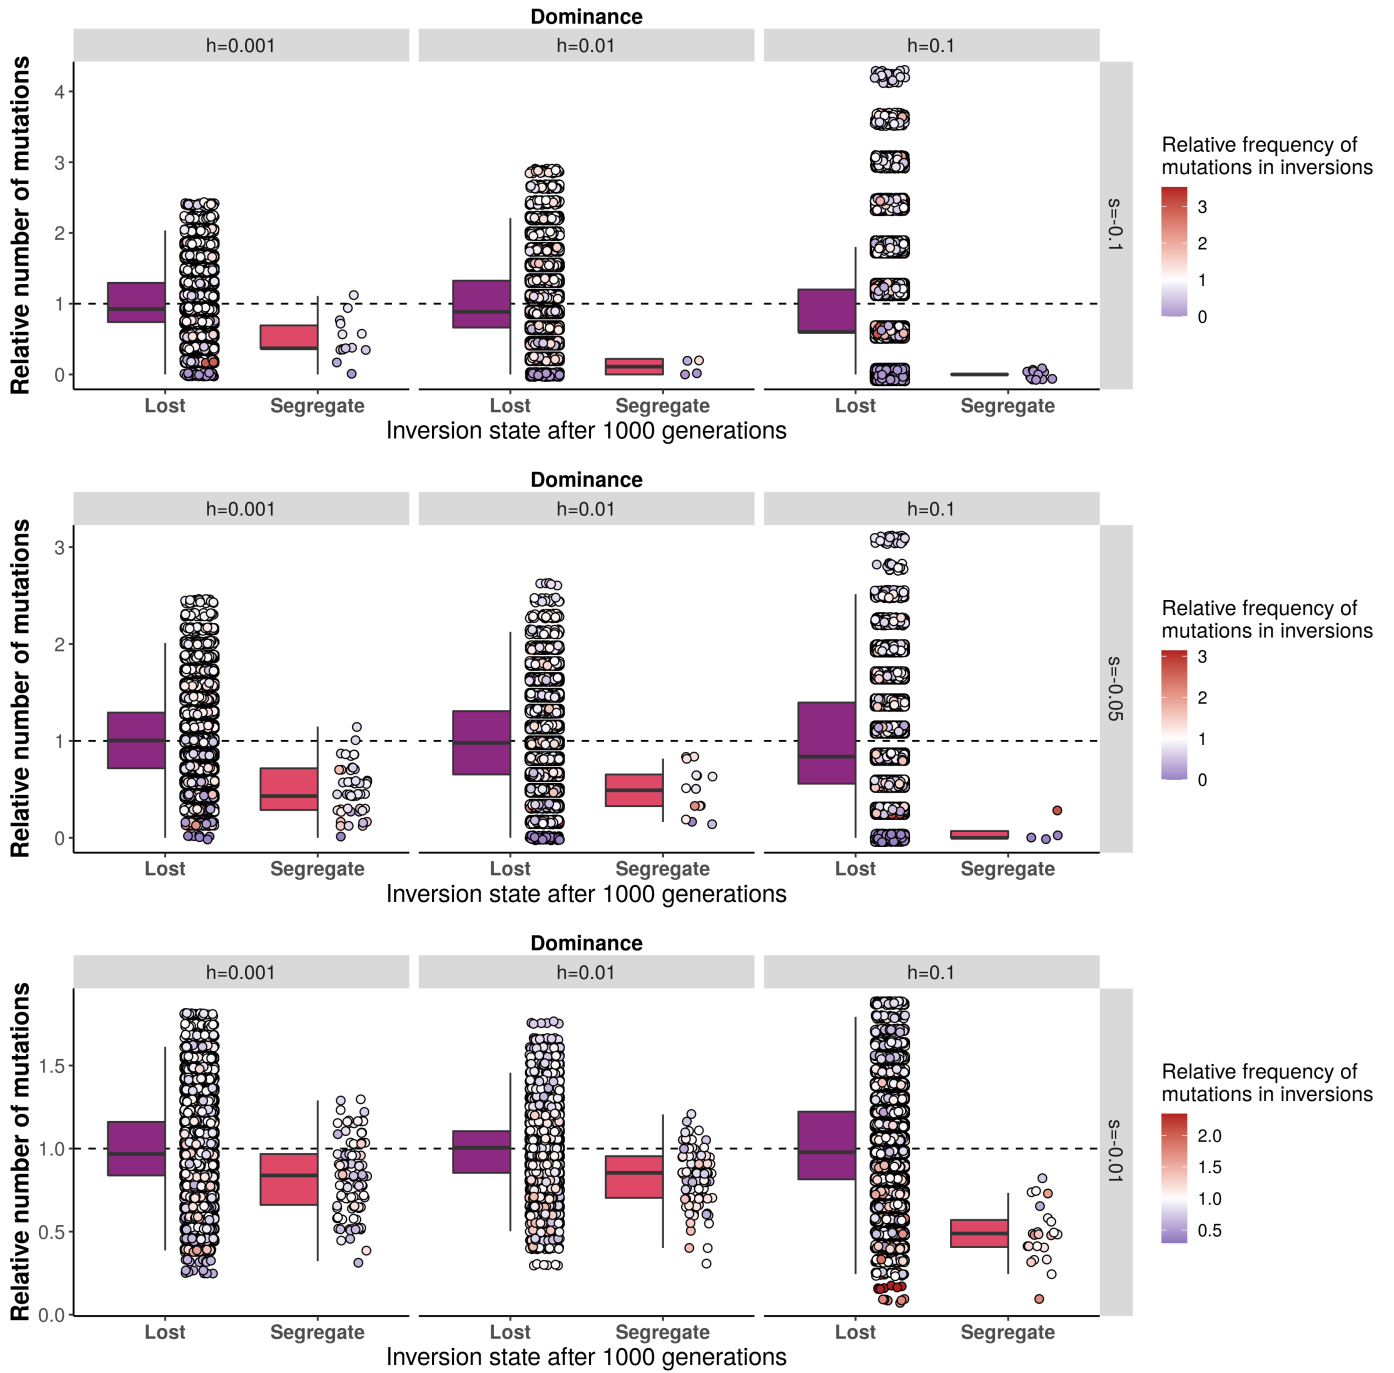 Dominance
h=0.001
h=0.01
h=0.1
Relative number of mutations
4
3
2
1
0
s=-0.1
Lost
Segregate
Lost
Segregate
Lost
Segregate
Inversion state after 1000 generations
Relative frequency of
mutations in inversions
3
2
1
0
Dominance
h=0.001
h=0.01
h=0.1
Relative number of mutations
3
2
1
0
s=-0.05
Lost
Segregate
Lost
Segregate
Lost
Segregate
Inversion state after 1000 generations
Relative frequency of
mutations in inversions
3
2
1
0
Dominance
h=0.001
h=0.01
h=0.1
Relative number of mutations
1.5
1.0
0.5
0.0
s=-0.01
Lost
Segregate
Lost
Segregate
Lost
Segregate
Inversion state after 1000 generations
Relative frequency of
mutations in inversions
2.0
1.5
1.0
0.5